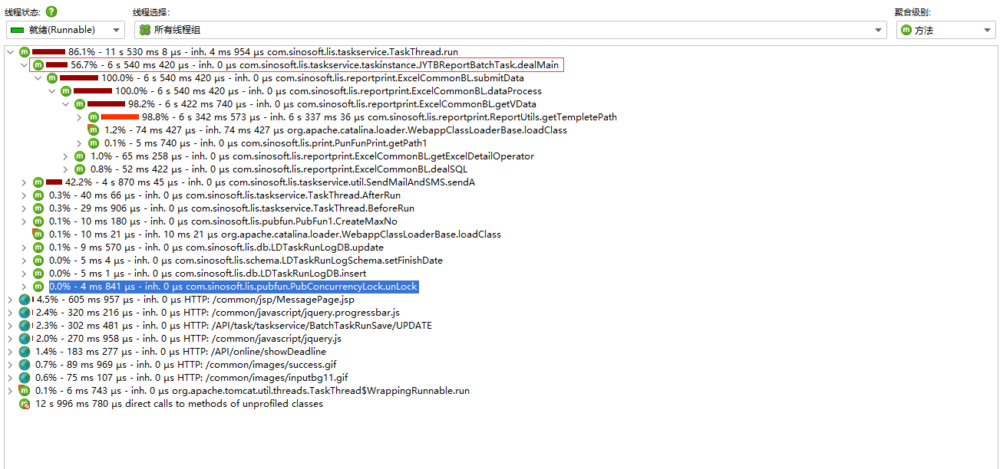 线程状态: ? 线程选择: 聚合级别:
就绪(Runnable) 所有线程组 m 方法
m 86.1% - 11 s 530 ms 8 µs - inh. 4 ms 954 µs com.sinosoft.lis.taskservice.TaskThread.run
m 56.7% - 6 s 540 ms 420 µs - inh. 0 µs com.sinosoft.lis.taskservice.taskinstance.JYTBReportBatchTask.dealMain
m 100.0% - 6 s 540 ms 420 µs - inh. 0 µs com.sinosoft.lis.reportprint.ExcelCommonBL.submitData
m 100.0% - 6 s 540 ms 420 µs - inh. 0 µs com.sinosoft.lis.reportprint.ExcelCommonBL.dataProcess
m 98.2% - 6 s 422 ms 740 µs - inh. 0 µs com.sinosoft.lis.reportprint.ExcelCommonBL.getVData
m 98.8% - 6 s 342 ms 573 µs - inh. 6 s 337 ms 36 µs com.sinosoft.lis.reportprint.ReportUtils.getTempletePath
m 1.2% - 74 ms 427 µs - inh. 74 ms 427 µs org.apache.catalina.loader.WebappClassLoaderBase.loadClass
m 0.1% - 5 ms 740 µs - inh. 0 µs com.sinosoft.lis.print.PunFunPrint.getPath1
m 1.0% - 65 ms 258 µs - inh. 0 µs com.sinosoft.lis.reportprint.ExcelCommonBL.getExcelDetailOperator
m 0.8% - 52 ms 422 µs - inh. 0 µs com.sinosoft.lis.reportprint.ExcelCommonBL.dealSQL
m 42.2% - 4 s 870 ms 45 µs - inh. 0 µs com.sinosoft.lis.taskservice.util.SendMailAndSMS.sendA
m 0.3% - 40 ms 66 µs - inh. 0 µs com.sinosoft.lis.taskservice.TaskThread.AfterRun
m 0.3% - 29 ms 906 µs - inh. 0 µs com.sinosoft.lis.taskservice.TaskThread.BeforeRun
m 0.1% - 10 ms 180 µs - inh. 0 µs com.sinosoft.lis.pubfun.PubFun1.CreateMaxNo
m 0.1% - 10 ms 21 µs - inh. 10 ms 21 µs org.apache.catalina.loader.WebappClassLoaderBase.loadClass
m 0.1% - 9 ms 570 µs - inh. 0 µs com.sinosoft.lis.db.LDTaskRunLogDB.update
m 0.0% - 5 ms 4 µs - inh. 0 µs com.sinosoft.lis.schema.LDTaskRunLogSchema.setFinishDate
m 0.0% - 5 ms 1 µs - inh. 0 µs com.sinosoft.lis.db.LDTaskRunLogDB.insert
m 0.0% - 4 ms 841 µs - inh. 0 µs com.sinosoft.lis.pubfun.PubConcurrencyLock.unLock
4.5% - 605 ms 957 µs - inh. 0 µs HTTP: /common/jsp/MessagePage.jsp
2.4% - 320 ms 216 µs - inh. 0 µs HTTP: /common/javascript/jquery.progressbar.js
2.3% - 302 ms 481 µs - inh. 0 µs HTTP: /API/task/taskservice/BatchTaskRunSave/UPDATE
2.0% - 270 ms 958 µs - inh. 0 µs HTTP: /common/javascript/jquery.js
1.4% - 183 ms 277 µs - inh. 0 µs HTTP: /API/online/showDeadline
0.7% - 89 ms 969 µs - inh. 0 µs HTTP: /common/images/success.gif
0.6% - 75 ms 107 µs - inh. 0 µs HTTP: /common/images/inputbg11.gif
m 0.1% - 6 ms 743 µs - inh. 0 µs org.apache.tomcat.util.threads.TaskThread$WrappingRunnable.run
m 12 s 996 ms 780 µs direct calls to methods of unprofiled classes